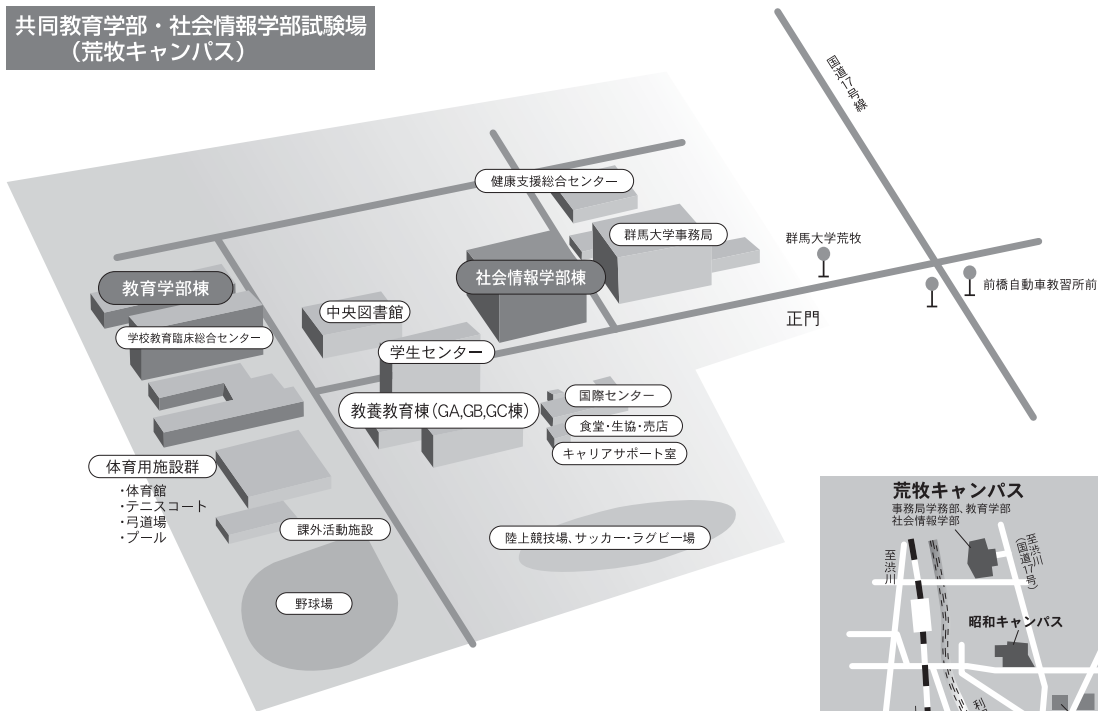 共同教育学部・社会情報学部試験場
（荒牧キャンパス）
国道17号線
健康支援総合センター
群馬大学事務局
群馬大学荒牧
社会情報学部棟
前橋自動車教習所前
教育学部棟
中央図書館
正門
学校教育臨床総合センター
学生センター
国際センター
教養教育棟（GA,GB,GC棟）
食堂・生協・売店
キャリアサポート室
体育用施設群
・体育館
・テニスコート
・弓道場
・プール
課外活動施設
陸上競技場、サッカー・ラグビー場
野球場
荒牧キャンパス
事務局学務部、教育学部
社会情報学部
至渋川
至渋川
（国道17号）
昭和キャンパス
利